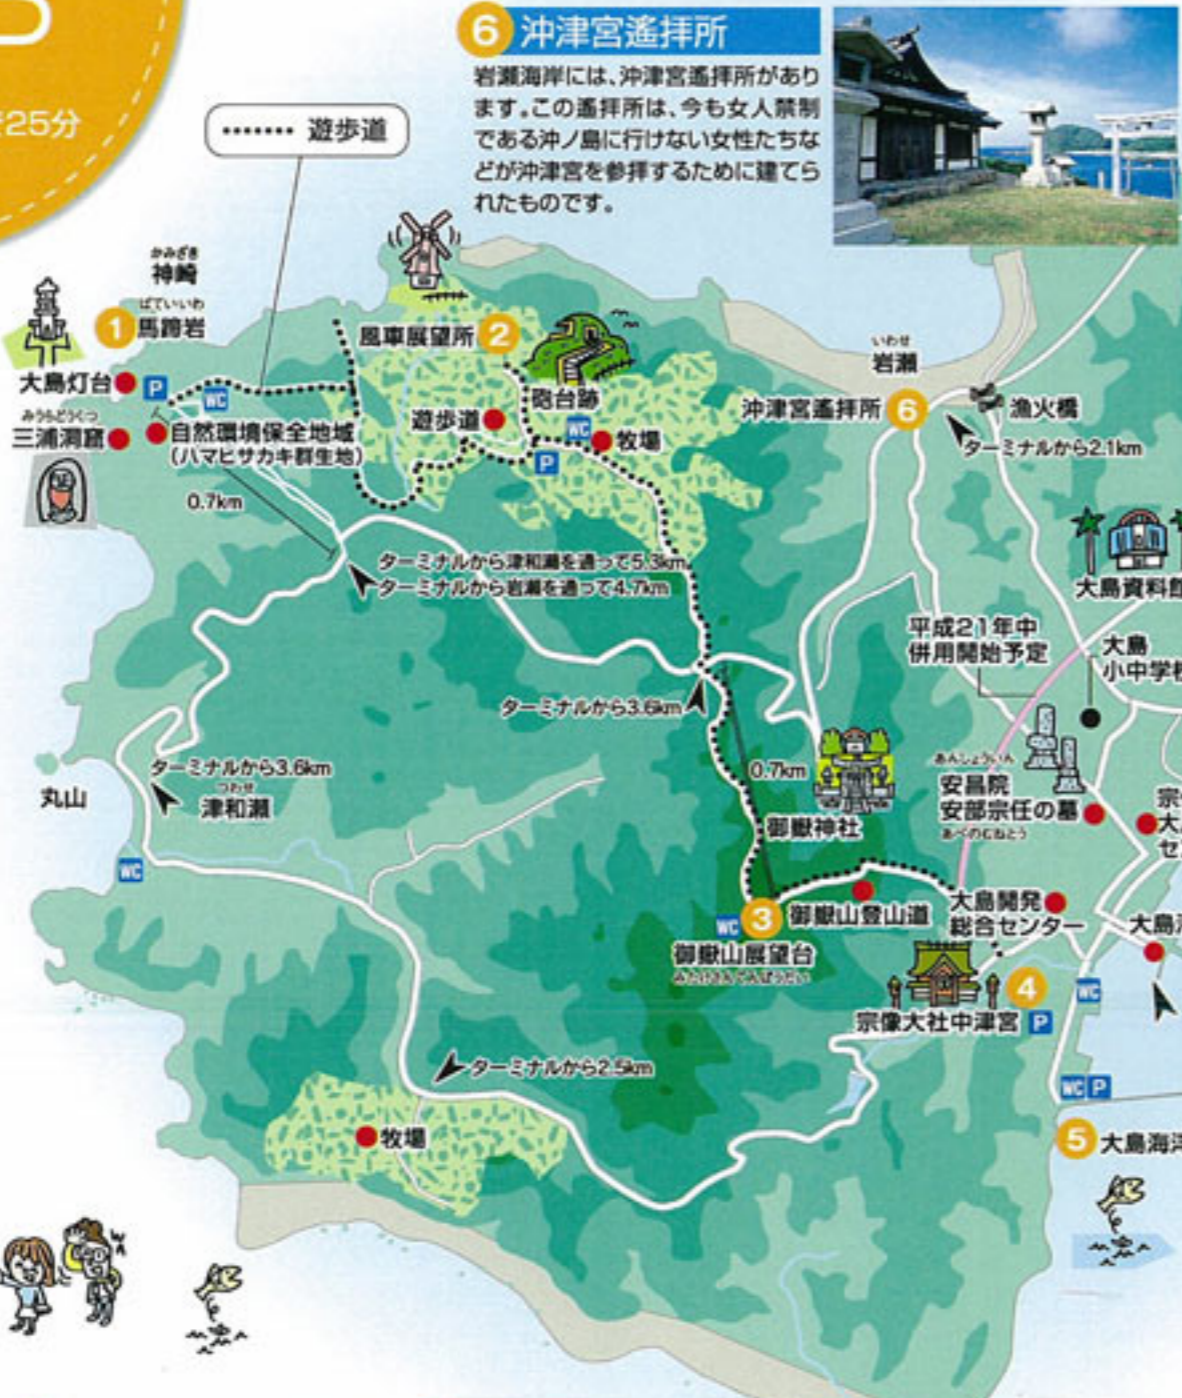 25分
遊歩道
6 沖津宮遙拝所
岩瀬海岸には、沖津宮遙拝所があり
ます。この遙拝所は、今も女人禁制
である沖ノ島に行けない女性たちな
どが沖津宮を参拝するために建てら
れたものです。
かみざき
神崎
ばていいわ
1 馬蹄岩
大島灯台
P
WC
みうらどうくつ
三浦洞窟
自然環境保全地域
(ハマヒサカキ群生地)
0.7km
風車展望所 2
砲台跡
遊歩道
WC
牧場
P
いわせ
岩瀬
沖津宮遙拝所 6
漁火橋
ターミナルから2.1km
ターミナルから津和瀬を通って5.3km
ターミナルから岩瀬を通って4.7km
大島資料館
平成21年中
併用開始予定
大島
小中学校
ターミナルから3.6km
0.7km
御嶽神社
ターミナルから3.6km
つわせ
津和瀬
丸山
WC
あんしょういん
安昌院
安部宗任の墓
あべのむねとう
大島開発
総合センター
WC
3
御嶽山登山道
御嶽山展望台
みたけさんてんぼうだい
4
宗像大社中津宮
P
WC
ターミナルから2.5km
牧場
WC P
5 大島海洋